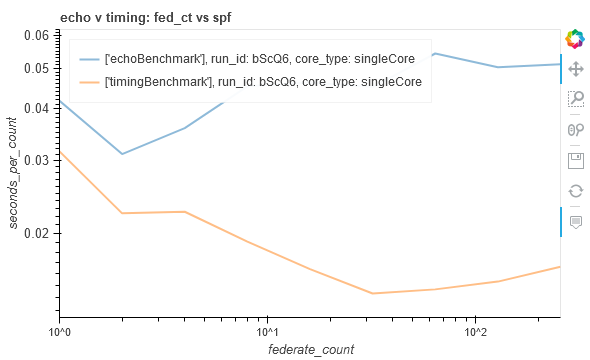 echo v timing: fed_ct vs spf
['echoBenchmark'], run_id: bScQ6, core_type: singleCore
['timingBenchmark'], run_id: bScQ6, core_type: singleCore
seconds_per_count
0.06
0.05
0.04
0.03
0.02
10^0
10^1
10^2
federate_count